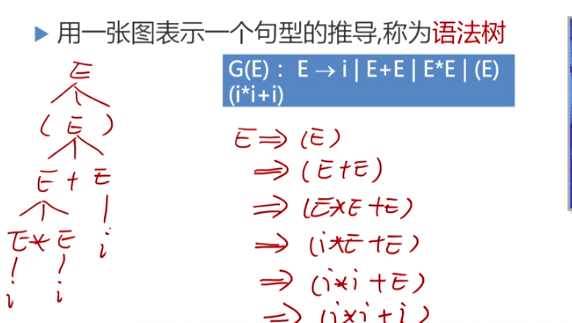 用一张图表示一个句型的推导,称为语法树
G(E): E → i | E+E | E*E | (E)
(i*i+i)
E
( E )
E + E
E * E i
i i
E ⇒ (E)
⇒ (E+E)
⇒ (E*E+E)
⇒ (i*E+E)
⇒ (i*i+E)
⇒ (i*i+i)